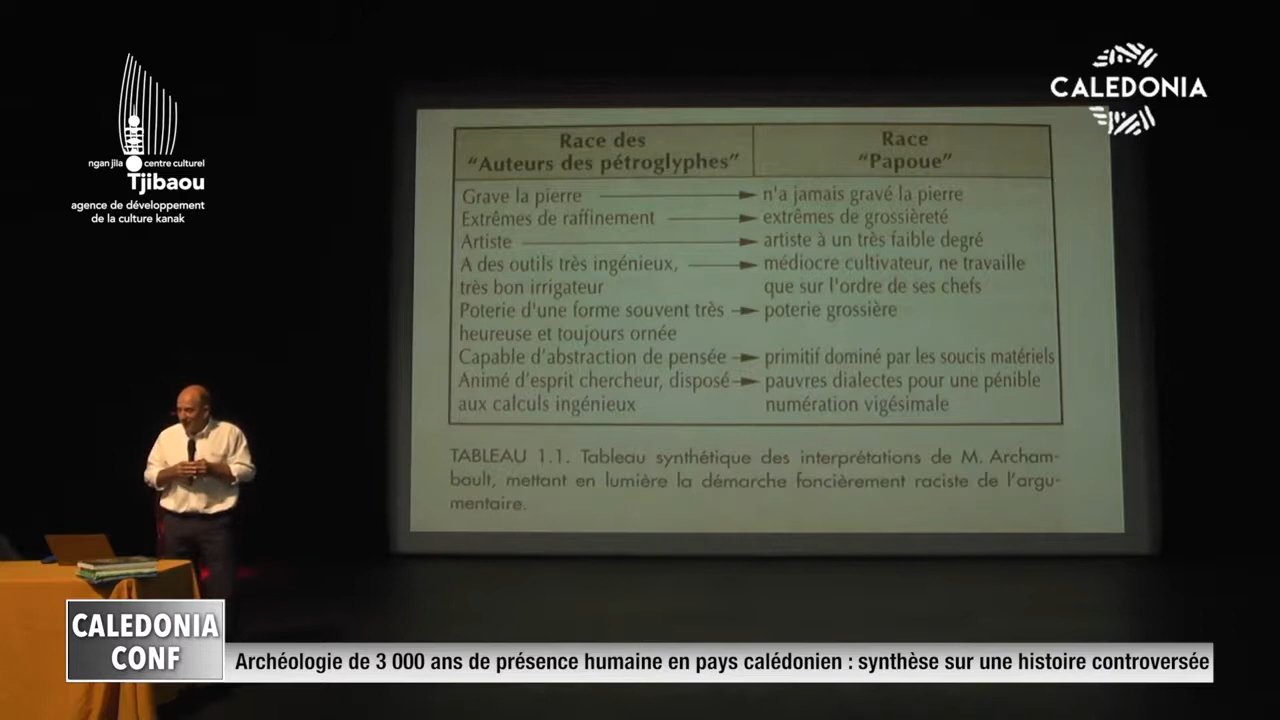 ngan jila centre culturel
Tjibaou
agence de développement
de la culture kanak
CALEDONIA
Race des
"Auteurs des pétroglyphes"
Race
"Papoue"
Grave la pierre
n'a jamais gravé la pierre
Extrêmes de raffinement
extrêmes de grossièreté
Artiste
artiste à un très faible degré
A des outils très ingénieux,
très bon irrigateur
médiocre cultivateur, ne travaille
que sur l'ordre de ses chefs
Poterie d'une forme souvent très
heureuse et toujours ornée
poterie grossière
Capable d'abstraction de pensée
primitif dominé par les soucis matériels
Animé d'esprit chercheur, disposé
aux calculs ingénieux
pauvres dialectes pour une pénible
numération vigésimale
TABLEAU 1.1. Tableau synthétique des interprétations de M. Archam-
bault, mettant en lumière la démarche foncièrement raciste de l'argu-
mentaire.
CALEDONIA
CONF
Archéologie de 3 000 ans de présence humaine en pays calédonien : synthèse sur une histoire controversée